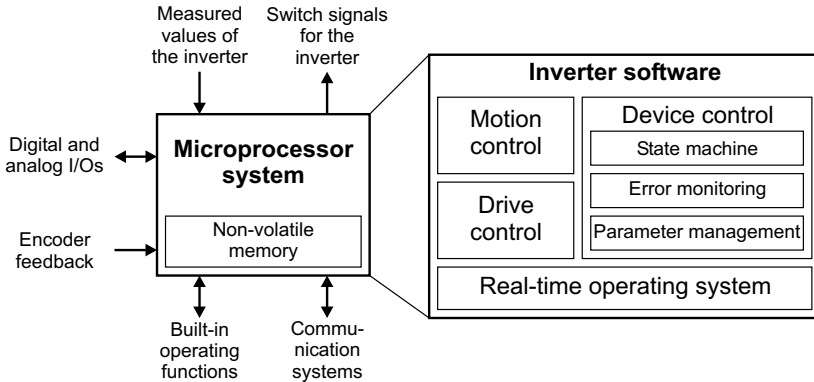 Measured
values of
the inverter
Switch signals
for the
inverter
Digital and
analog I/Os
Encoder
feedback
Microprocessor
system
Non-volatile
memory
Built-in
operating
functions
Commu-
nication
systems
Inverter software
Motion
control
Drive
control
Device control
State machine
Error monitoring
Parameter management
Real-time operating system